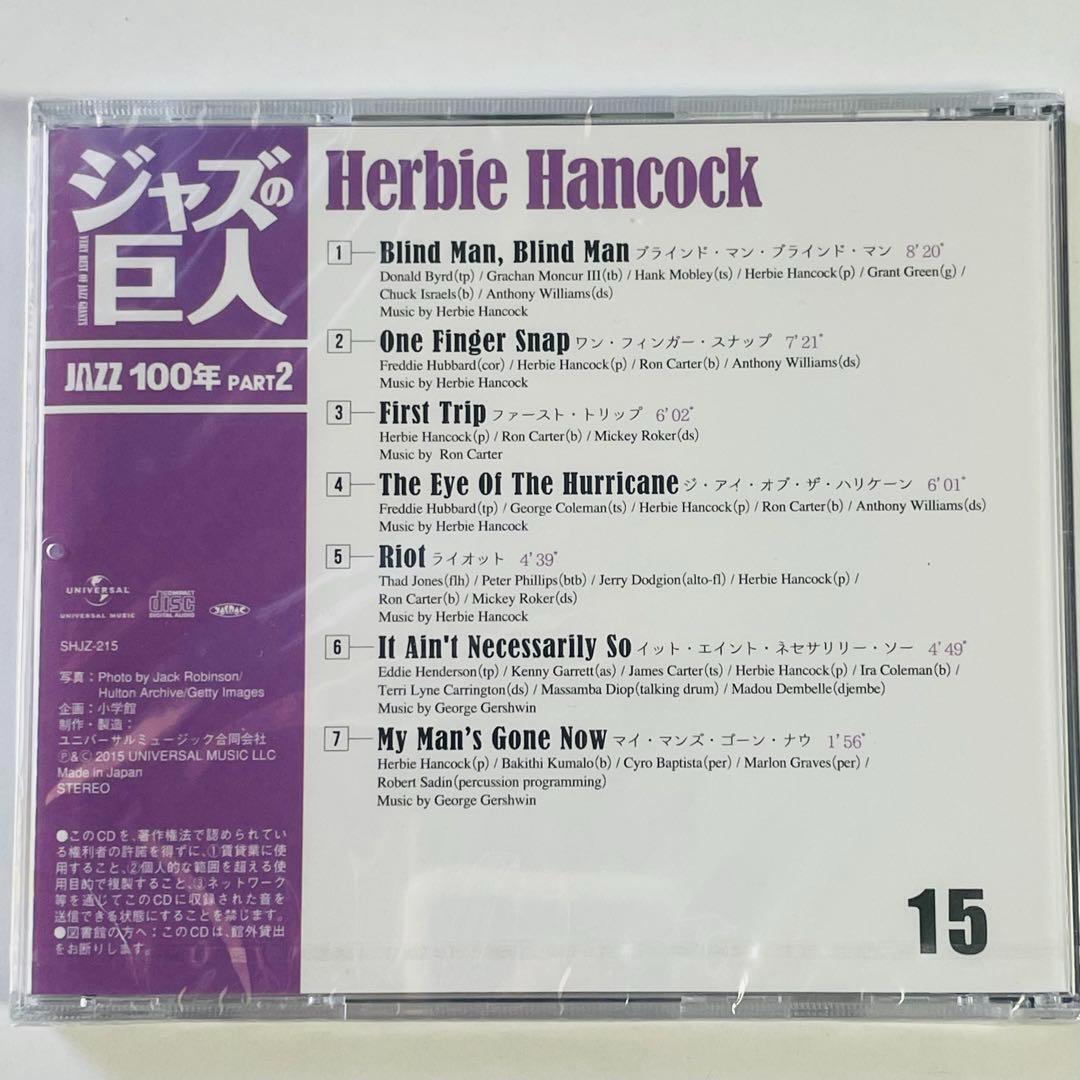 ジャズの
巨人
VERY BEST OF JAZZ GIANTS
JAZZ 100年 PART2
UNIVERSAL
UNIVERSAL MUSIC
COMPACT
disc
DIGITAL AUDIO
JASRAC
SHJZ-215
写真：Photo by Jack Robinson/
Hulton Archive/Getty Images
企画：小学館
制作・製造：
ユニバーサルミュージック合同会社
Ⓟ&© 2015 UNIVERSAL MUSIC LLC
Made in Japan
STEREO
●このCDを、著作権法で認められてい
る権利者の許諾を得ずに、①賃貸業に使
用すること、②個人的な範囲を超える使
用目的で複製すること、③ネットワーク
等を通じてこのCDに収録された音を
送信できる状態にすることを禁じます。
●図書館の方へ：このCDは、館外貸出
をお断りします。
Herbie Hancock
1 Blind Man, Blind Man ブラインド・マン・ブラインド・マン 8'20"
Donald Byrd(tp) / Grachan Moncur III(tb) / Hank Mobley(ts) / Herbie Hancock(p) / Grant Green(g) /
Chuck Israels(b) / Anthony Williams(ds)
Music by Herbie Hancock
2 One Finger Snap ワン・フィンガー・スナップ 7'21"
Freddie Hubbard(cor) / Herbie Hancock(p) / Ron Carter(b) / Anthony Williams(ds)
Music by Herbie Hancock
3 First Trip ファースト・トリップ 6'02"
Herbie Hancock(p) / Ron Carter(b) / Mickey Roker(ds)
Music by Ron Carter
4 The Eye Of The Hurricane ジ・アイ・オブ・ザ・ハリケーン 6'01"
Freddie Hubbard(tp) / George Coleman(ts) / Herbie Hancock(p) / Ron Carter(b) / Anthony Williams(ds)
Music by Herbie Hancock
5 Riot ライオット 4'39"
Thad Jones(flh) / Peter Phillips(btb) / Jerry Dodgion(alto-fl) / Herbie Hancock(p) /
Ron Carter(b) / Mickey Roker(ds)
Music by Herbie Hancock
6 It Ain't Necessarily So イット・エイント・ネセサリリー・ソー 4'49"
Eddie Henderson(tp) / Kenny Garrett(as) / James Carter(ts) / Herbie Hancock(p) / Ira Coleman(b) /
Terri Lyne Carrington(ds) / Massamba Diop(talking drum) / Madou Dembelle(djembe)
Music by George Gershwin
7 My Man's Gone Now マイ・マンズ・ゴーン・ナウ 1'56"
Herbie Hancock(p) / Bakithi Kumalo(b) / Cyro Baptista(per) / Marlon Graves(per) /
Robert Sadin(percussion programming)
Music by George Gershwin
15